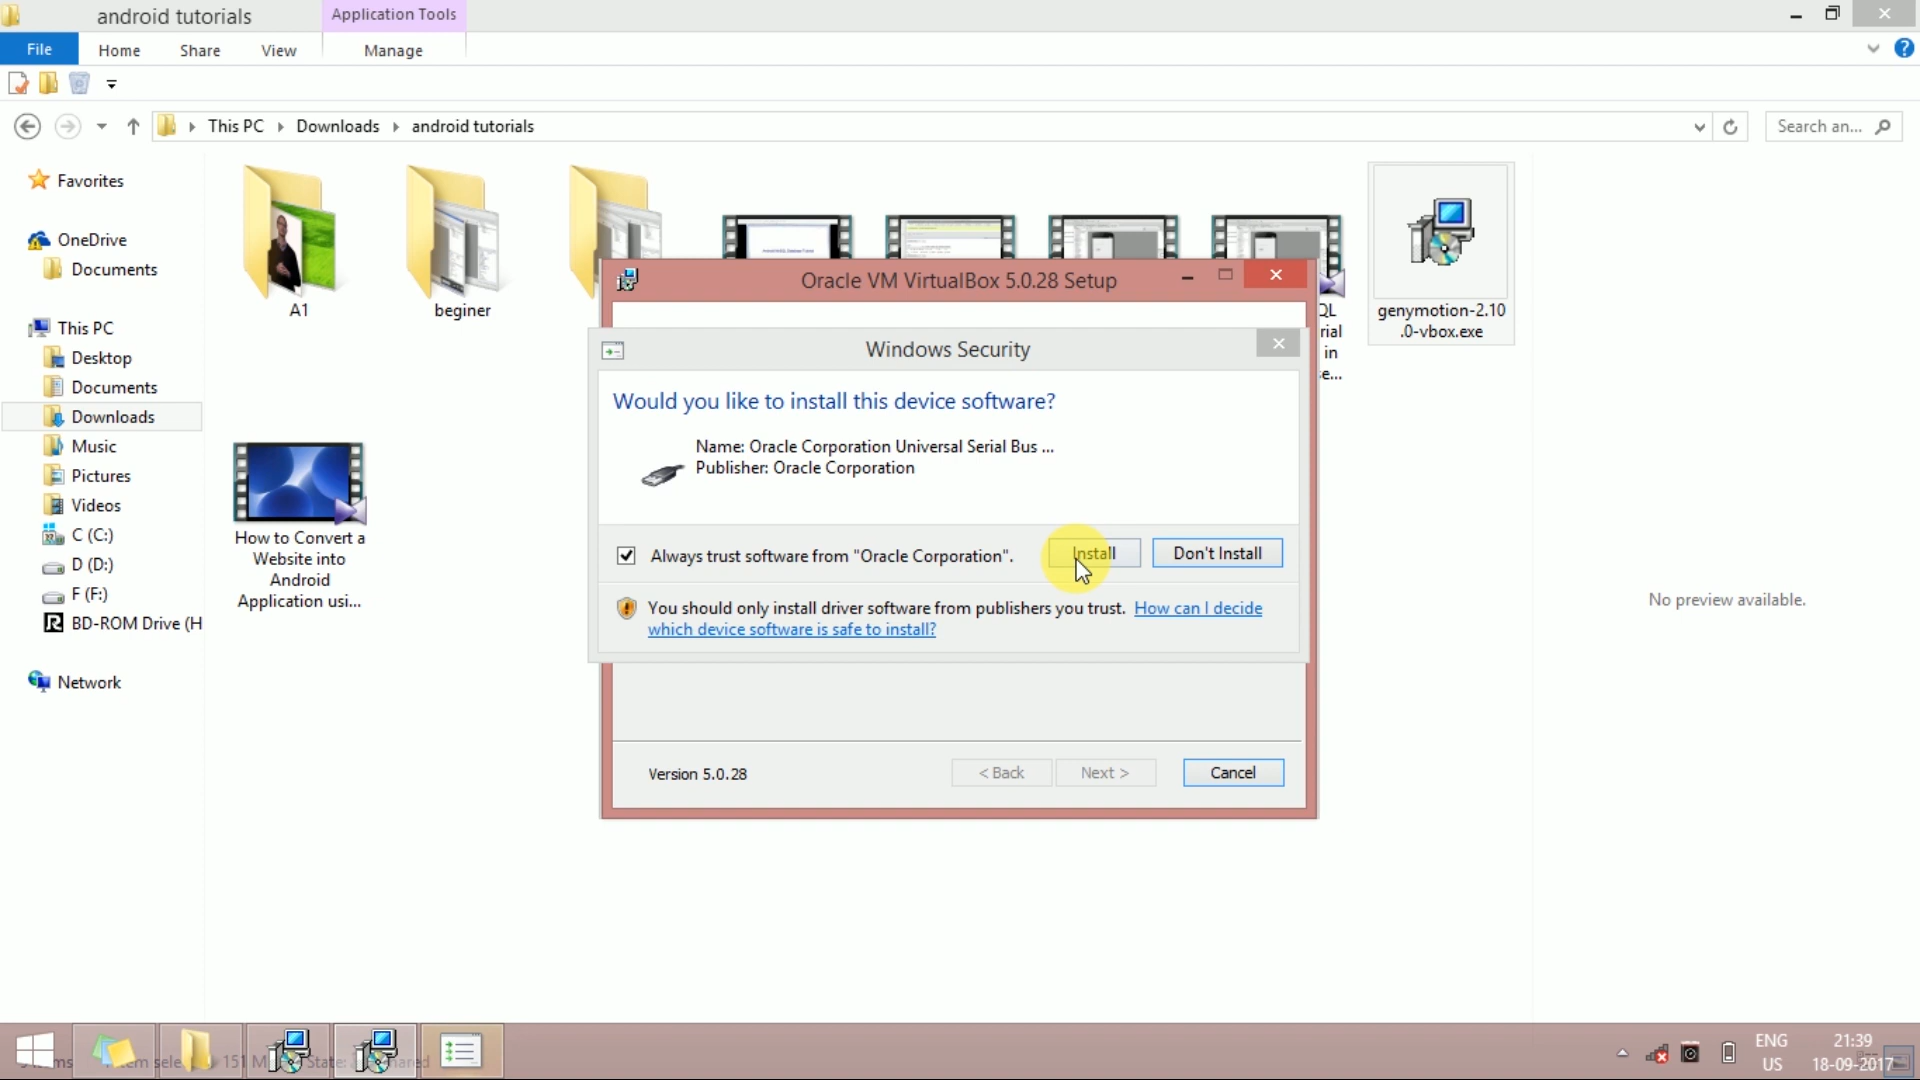 android tutorials
Application Tools
File
Home
Share
View
Manage
This PC
Downloads
android tutorials
Search an...
Favorites
OneDrive
Documents
This PC
Desktop
Documents
Downloads
Music
Pictures
Videos
C (C:)
D (D:)
F (F:)
BD-ROM Drive (H
Network
A1
beginer
QL
rial
in
e...
genymotion-2.10
.0-vbox.exe
How to Convert a
Website into
Android
Application usi...
Oracle VM VirtualBox 5.0.28 Setup
Windows Security
Would you like to install this device software?
Name: Oracle Corporation Universal Serial Bus ...
Publisher: Oracle Corporation
Always trust software from "Oracle Corporation".
Install
Don't Install
You should only install driver software from publishers you trust. How can I decide
which device software is safe to install?
Version 5.0.28
< Back
Next >
Cancel
No preview available.
ENG
US
21:39
18-09-2017